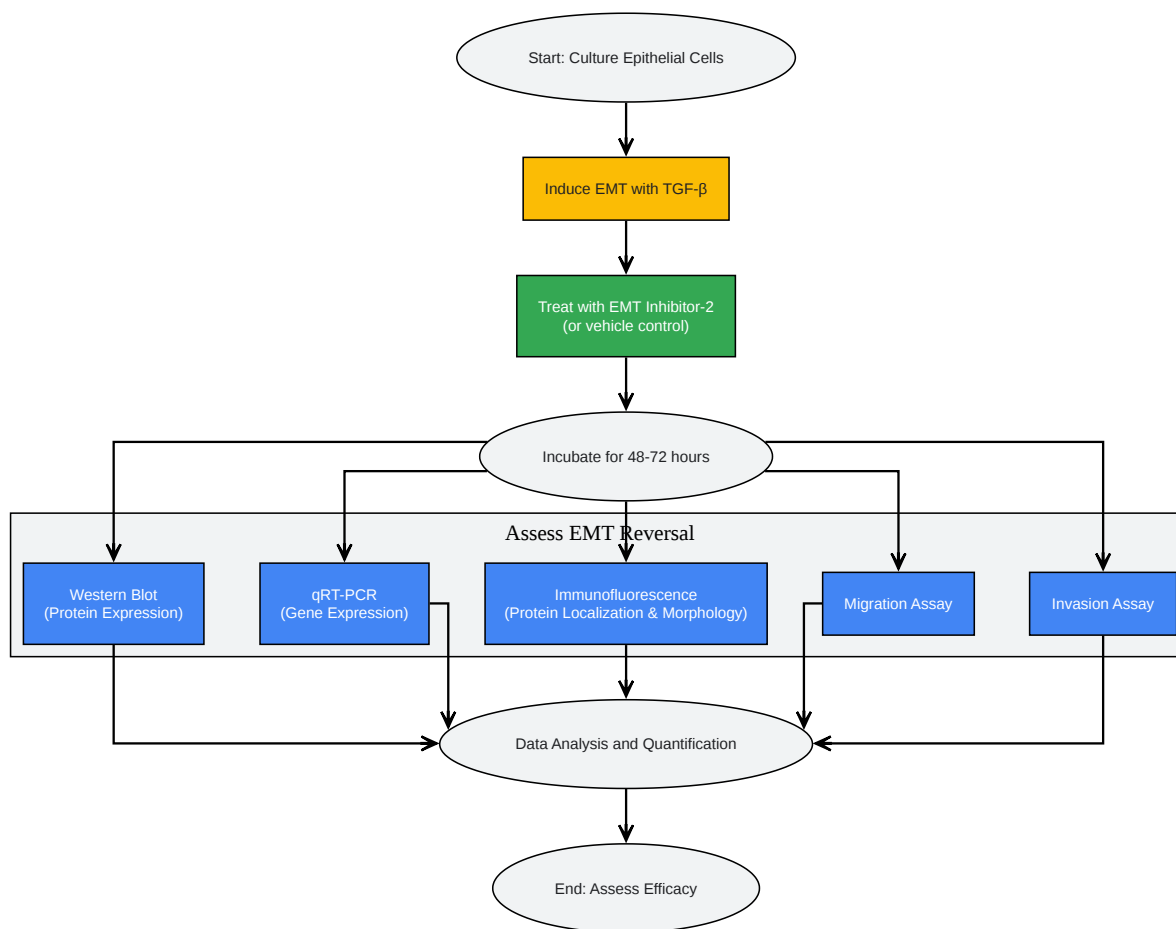 Start: Culture Epithelial Cells
Induce EMT with TGF-β
Treat with EMT Inhibitor-2
(or vehicle control)
Incubate for 48-72 hours
Assess EMT Reversal
Western Blot
(Protein Expression)
qRT-PCR
(Gene Expression)
Immunofluorescence
(Protein Localization & Morphology)
Migration Assay
Invasion Assay
Data Analysis and Quantification
End: Assess Efficacy